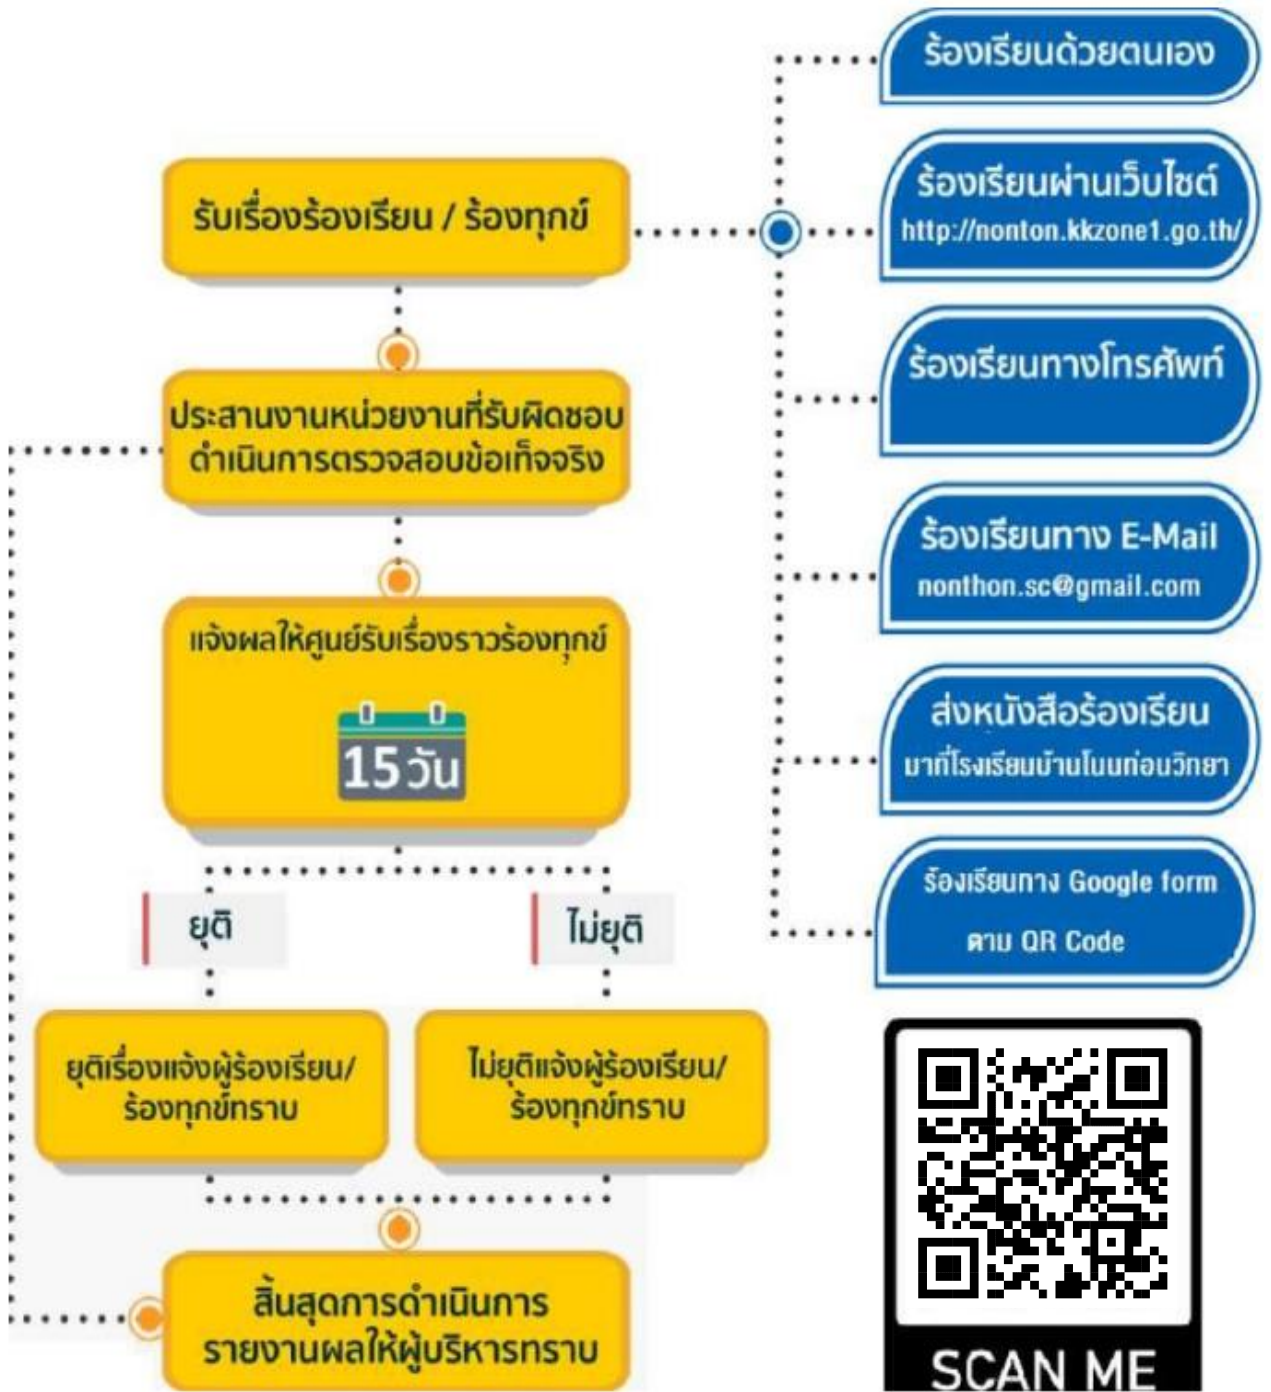 รับเรื่องร้องเรียน / ร้องทุกข์
ประสานงานหน่วยงานที่รับผิดชอบ
ดำเนินการตรวจสอบข้อเท็จจริง
แจ้งผลให้ศูนย์รับเรื่องราวร้องทุกข์
15 วัน
ยุติ
ไม่ยุติ
ยุติเรื่องแจ้งผู้ร้องเรียน/
ร้องทุกข์ทราบ
ไม่ยุติแจ้งผู้ร้องเรียน/
ร้องทุกข์ทราบ
สิ้นสุดการดำเนินการ
รายงานผลให้ผู้บริหารทราบ
ร้องเรียนด้วยตนเอง
ร้องเรียนผ่านเว็บไซต์
http://nonton.kkzone1.go.th/
ร้องเรียนทางโทรศัพท์
ร้องเรียนทาง E-Mail
nonthon.sc@gmail.com
ส่งหนังสือร้องเรียน
มาที่โรงเรียนบ้านโนนท่อนวิทยา
ร้องเรียนทาง Google form
ตาม QR Code
SCAN ME